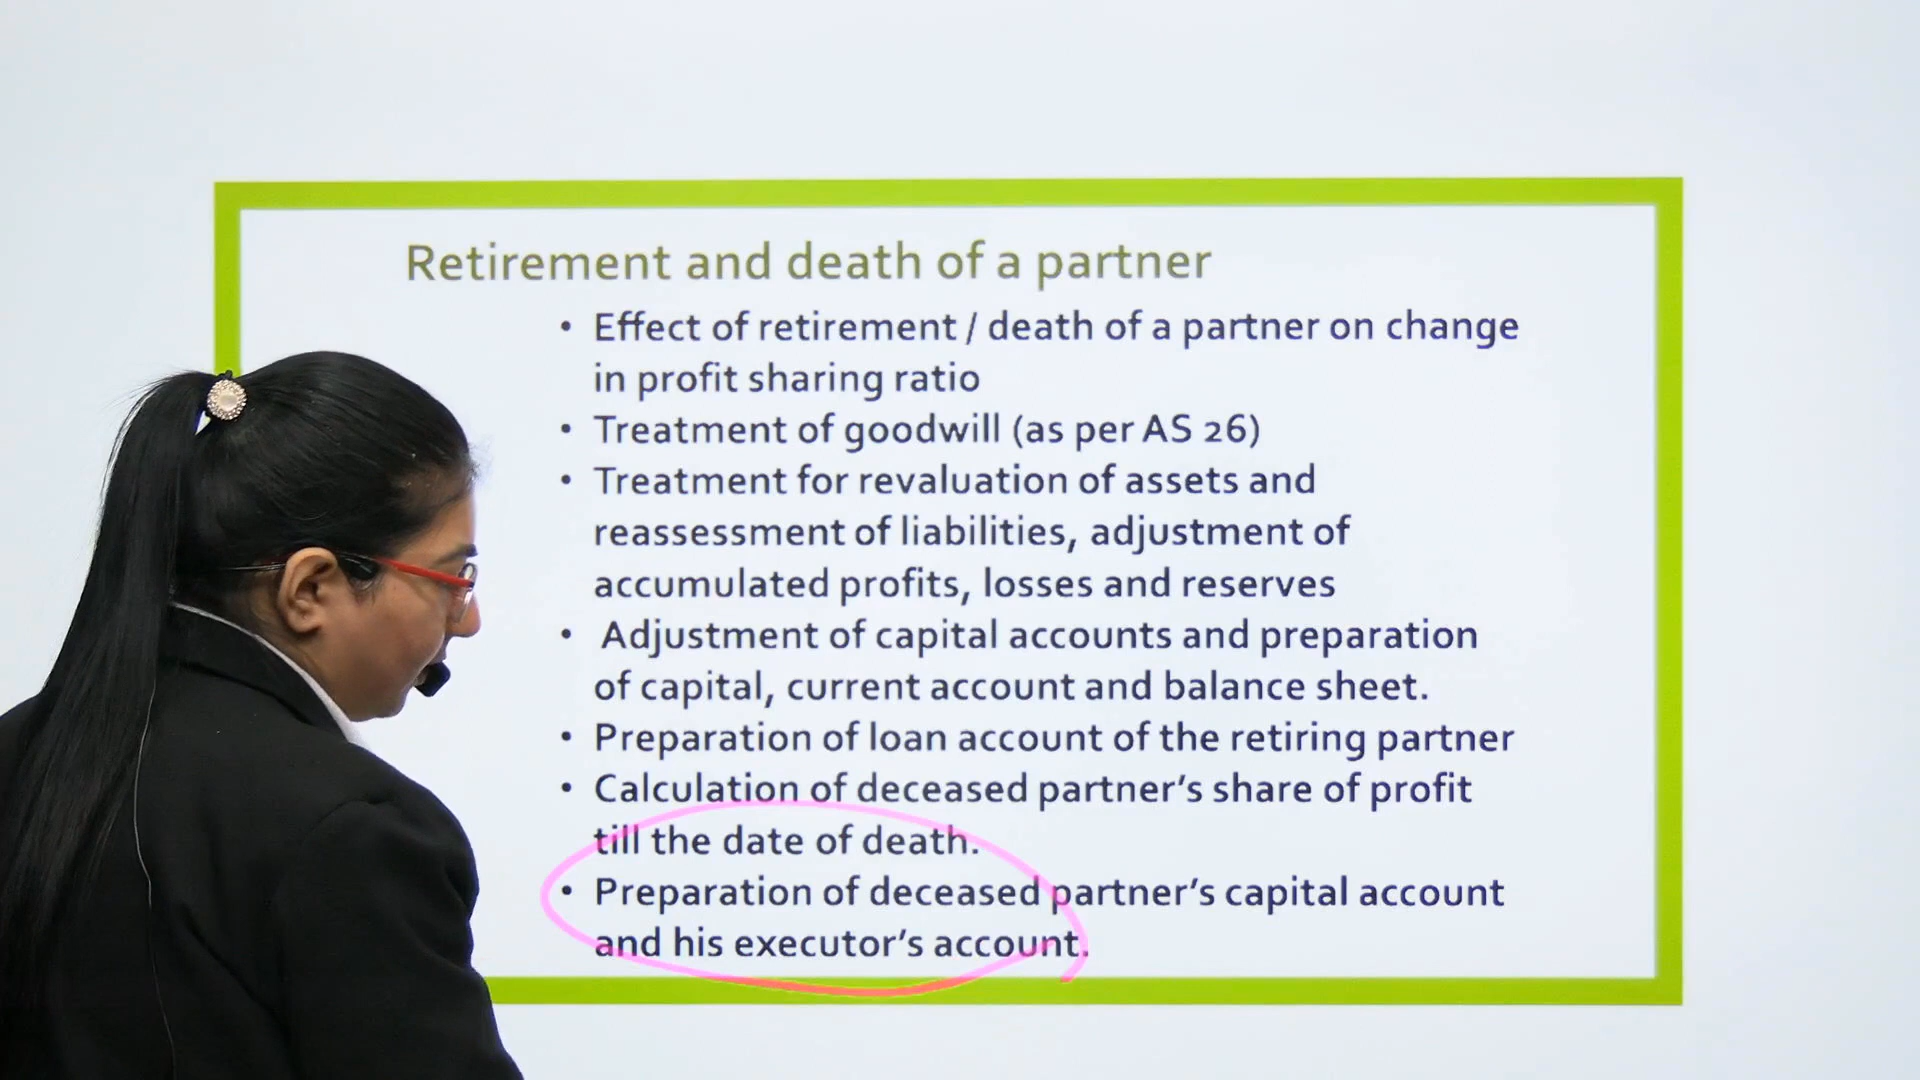 Retirement and death of a partner
• Effect of retirement / death of a partner on change
in profit sharing ratio
• Treatment of goodwill (as per AS 26)
• Treatment for revaluation of assets and
reassessment of liabilities, adjustment of
accumulated profits, losses and reserves
• Adjustment of capital accounts and preparation
of capital, current account and balance sheet.
• Preparation of loan account of the retiring partner
• Calculation of deceased partner's share of profit
till the date of death.
• Preparation of deceased partner's capital account
and his executor's account.